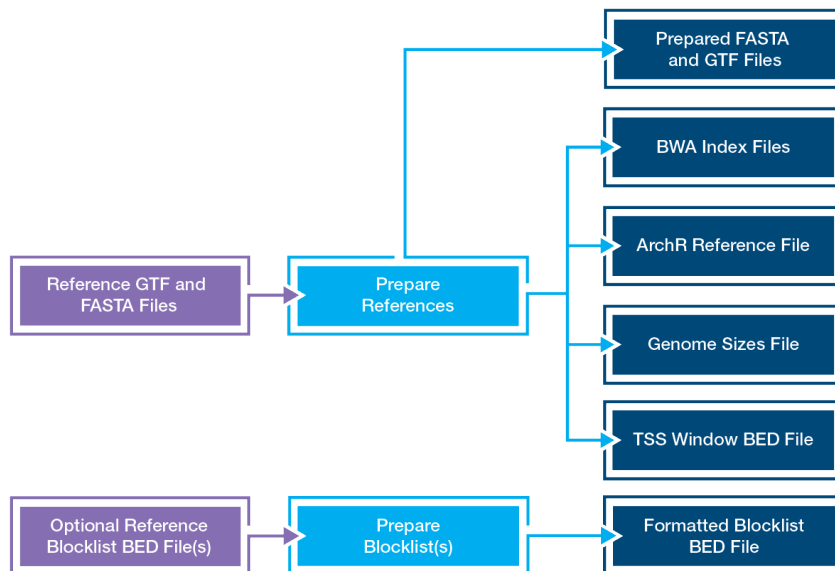 Prepared FASTA
and GTF Files
BWA Index Files
ArchR Reference File
Reference GTF and
FASTA Files
Prepare
References
Genome Sizes File
TSS Window BED File
Optional Reference
Blocklist BED File(s)
Prepare
Blocklist(s)
Formatted Blocklist
BED File